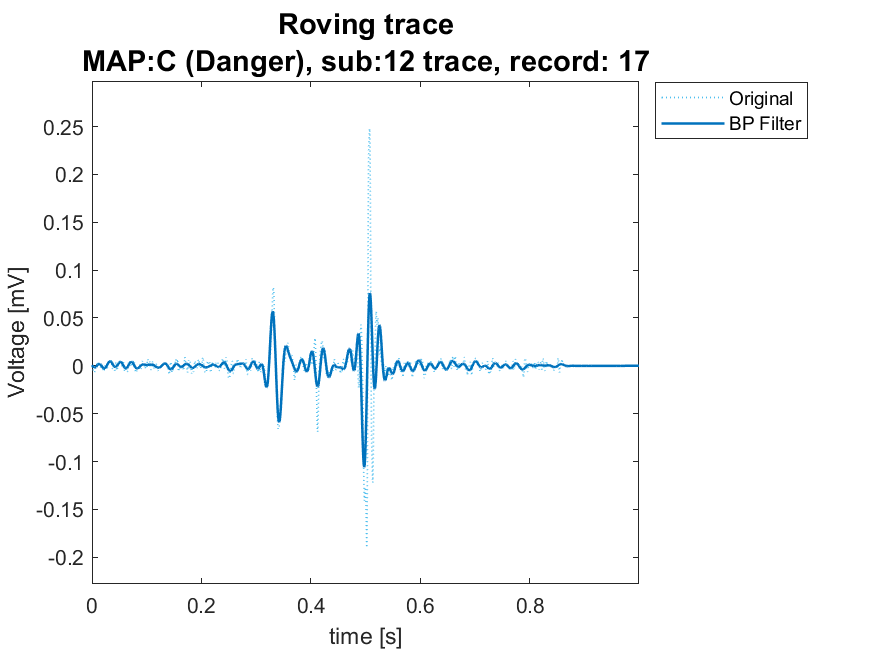 Roving trace
MAP:C (Danger), sub:12 trace, record: 17
Original
BP Filter
0.25
0.2
0.15
0.1
0.05
0
-0.05
-0.1
-0.15
-0.2
Voltage [mV]
0 0.2 0.4 0.6 0.8
time [s]